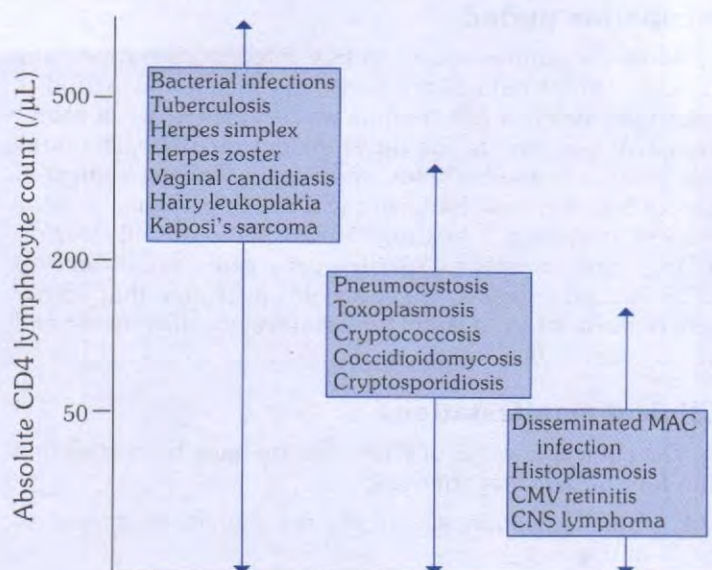 Absolute CD4 lymphocyte count (/μL)
500
200
50
Bacterial infections
Tuberculosis
Herpes simplex
Herpes zoster
Vaginal candidiasis
Hairy leukoplakia
Kaposi's sarcoma
Pneumocystosis
Toxoplasmosis
Cryptococcosis
Coccidioidomycosis
Cryptosporidiosis
Disseminated MAC
infection
Histoplasmosis
CMV retinitis
CNS lymphoma